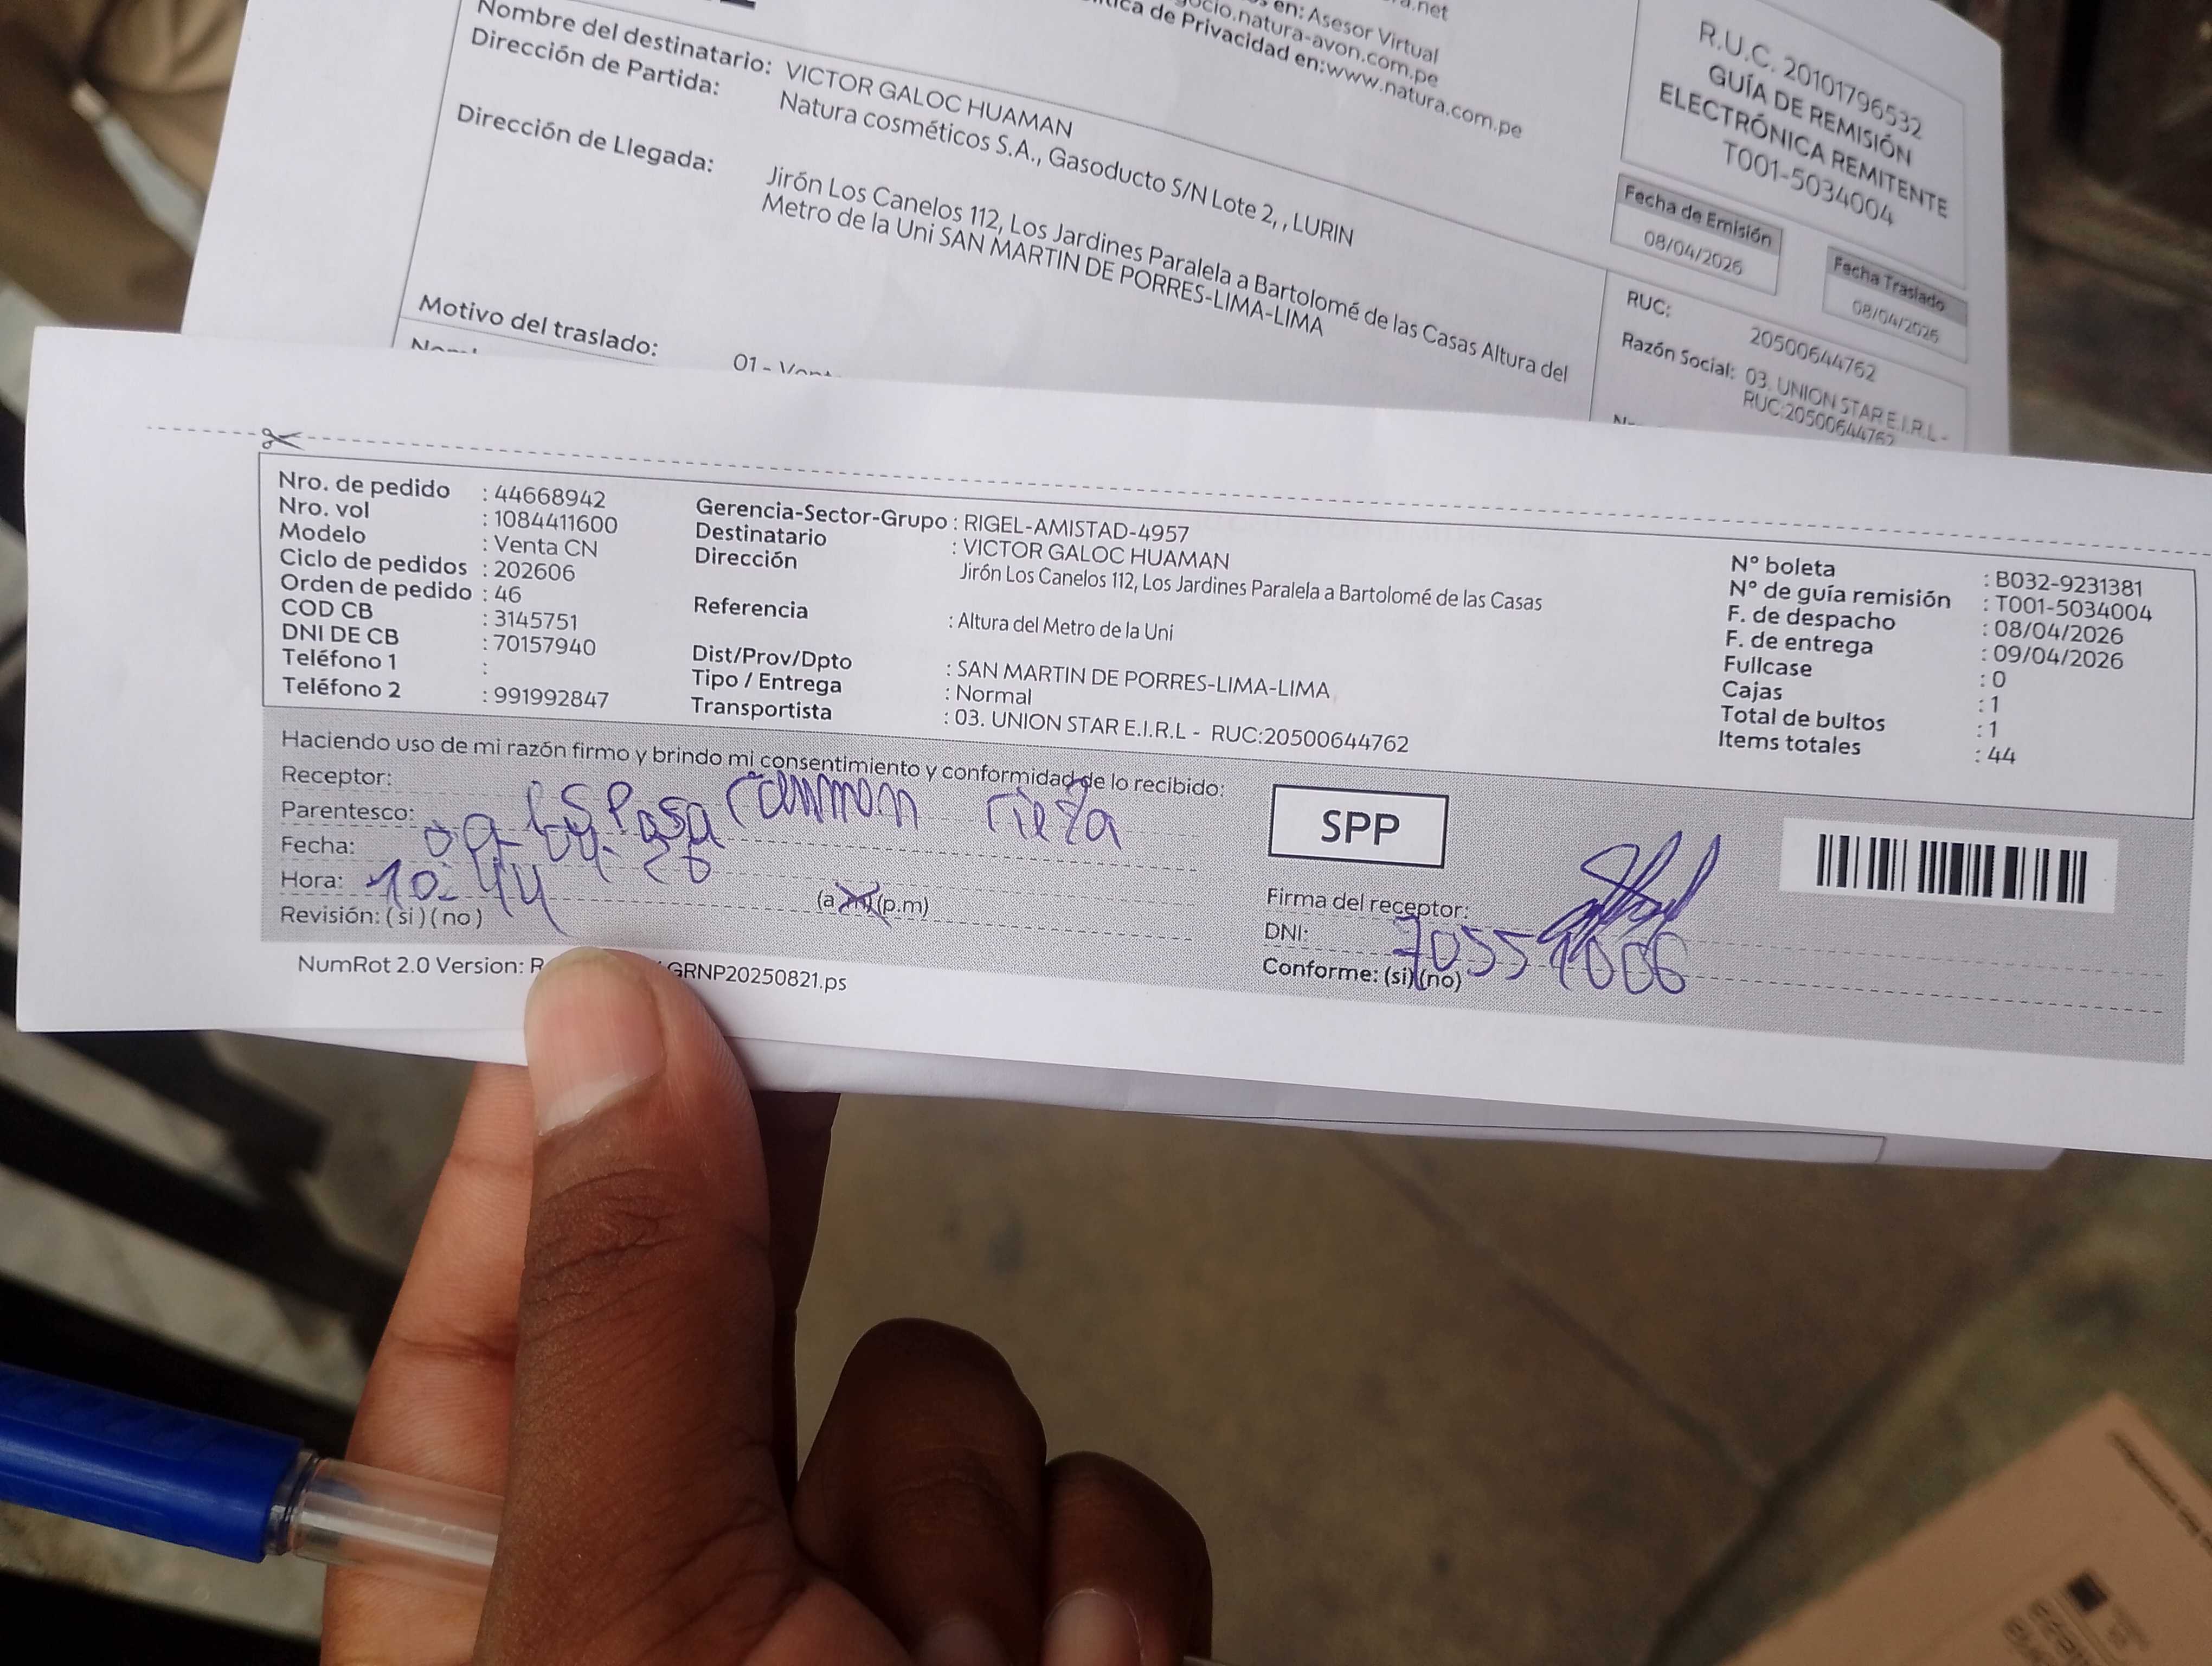 en: Asesor Virtual
natura-avon.com.pe
de Privacidad en:www.natura.com.pe
Nombre del destinatario: VICTOR GALOC HUAMAN
Dirección de Partida: Natura cosméticos S.A., Gasoducto S/N Lote 2, , LURIN
Dirección de Llegada: Jirón Los Canelos 112, Los Jardines Paralela a Bartolomé de las Casas Altura del
Metro de la Uni SAN MARTIN DE PORRES-LIMA-LIMA
Motivo del traslado: 01 -
R.U.C. 20101796532
GUÍA DE REMISIÓN
ELECTRÓNICA REMITENTE
T001-5034004
Fecha de Emisión
08/04/2026
Fecha Traslado
08/04/2026
RUC: 20500644762
Razón Social: 03. UNION STAR E.I.R.L -
RUC:20500644762
Nro. de pedido : 44668942
Nro. vol : 1084411600
Modelo : Venta CN
Ciclo de pedidos : 202606
Orden de pedido : 46
COD CB : 3145751
DNI DE CB : 70157940
Teléfono 1 :
Teléfono 2 : 991992847
Gerencia-Sector-Grupo : RIGEL-AMISTAD-4957
Destinatario : VICTOR GALOC HUAMAN
Dirección : Jirón Los Canelos 112, Los Jardines Paralela a Bartolomé de las Casas
Referencia : Altura del Metro de la Uni
Dist/Prov/Dpto : SAN MARTIN DE PORRES-LIMA-LIMA
Tipo / Entrega : Normal
Transportista : 03. UNION STAR E.I.R.L - RUC:20500644762
N° boleta : B032-9231381
N° de guía remisión : T001-5034004
F. de despacho : 08/04/2026
F. de entrega : 09/04/2026
Fullcase : 0
Cajas : 1
Total de bultos : 1
Items totales : 44
Haciendo uso de mi razón firmo y brindo mi consentimiento y conformidad de lo recibido:
Receptor:
Parentesco: Esposa
Fecha: 09-04-26
Hora: 10:44 (a.m) (p.m)
Revisión: (si) (no)
SPP
Firma del receptor:
DNI:
Conforme: (si) (no)
NumRot 2.0 Version: GRNP20250821.ps